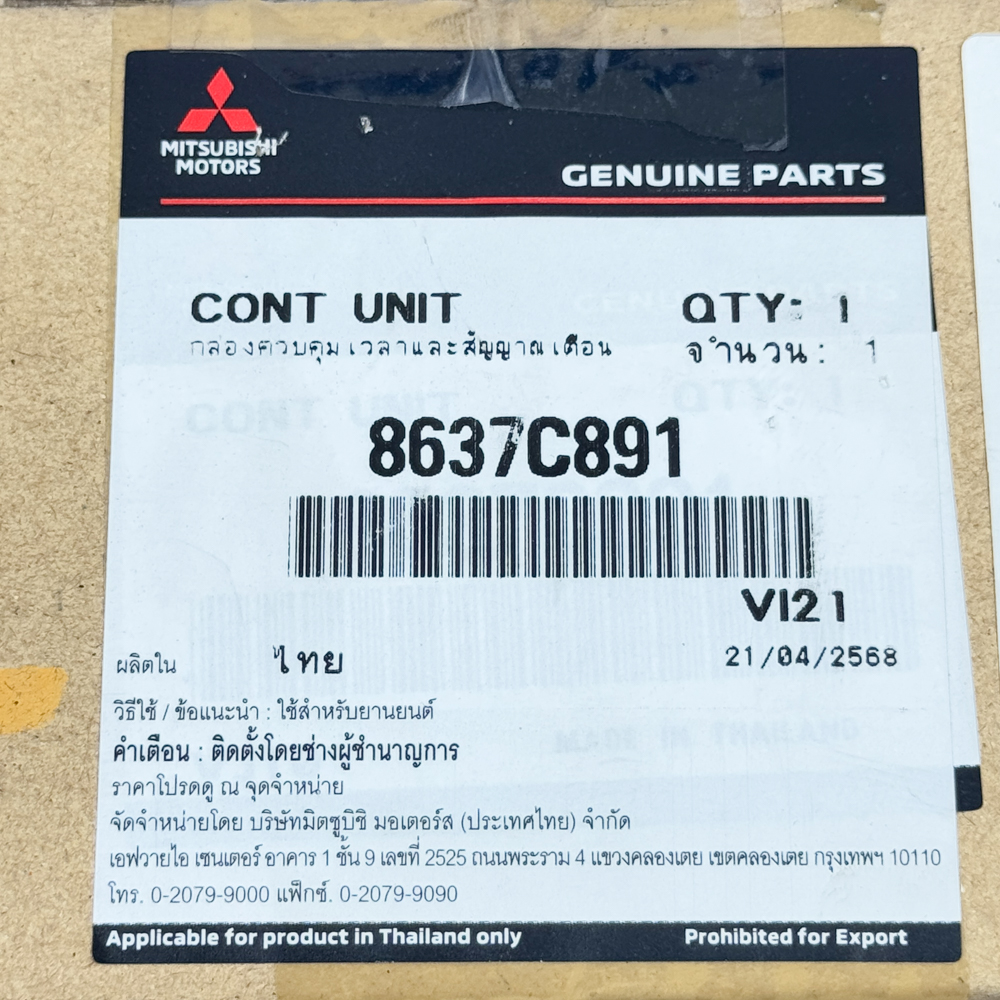 MITSUBISHI
MOTORS
GENUINE PARTS
CONT UNIT
QTY: 1
กล่องควบคุมเวลาและสัญญาณเตือน
จำนวน: 1
8637C891
VI21
ผลิตใน ไทย
21/04/2568
วิธีใช้ / ข้อแนะนำ : ใช้สำหรับยานยนต์
คำเตือน : ติดตั้งโดยช่างผู้ชำนาญการ
ราคาโปรดดู ณ จุดจำหน่าย
จัดจำหน่ายโดย บริษัทมิตซูบิชิ มอเตอร์ส (ประเทศไทย) จำกัด
เอฟวายไอ เซนเตอร์ อาคาร 1 ชั้น 9 เลขที่ 2525 ถนนพระราม 4 แขวงคลองเตย เขตคลองเตย กรุงเทพฯ 10110
โทร. 0-2079-9000 แฟ็กซ์. 0-2079-9090
Applicable for product in Thailand only
Prohibited for Export